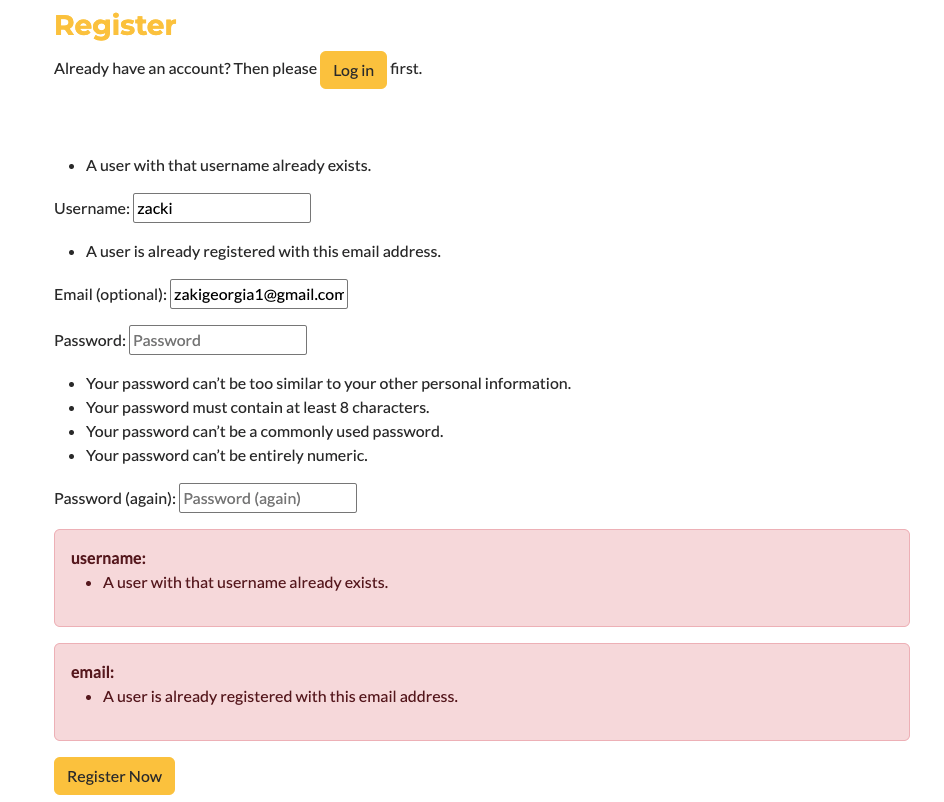 Register
Already have an account? Then please Log in first.
A user with that username already exists.
Username: zacki
A user is already registered with this email address.
Email (optional): zakigeorgia1@gmail.com
Password: Password
Your password can’t be too similar to your other personal information.
Your password must contain at least 8 characters.
Your password can’t be a commonly used password.
Your password can’t be entirely numeric.
Password (again): Password (again)
username:
A user with that username already exists.
email:
A user is already registered with this email address.
Register Now